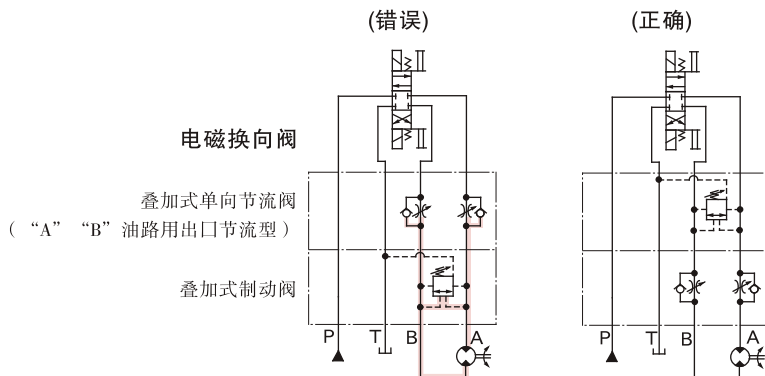 (错误)
(正确)
电磁换向阀
叠加式单向节流阀
（ “A” “B”油路用出口节流型 ）
叠加式制动阀
P T B A
P T B A